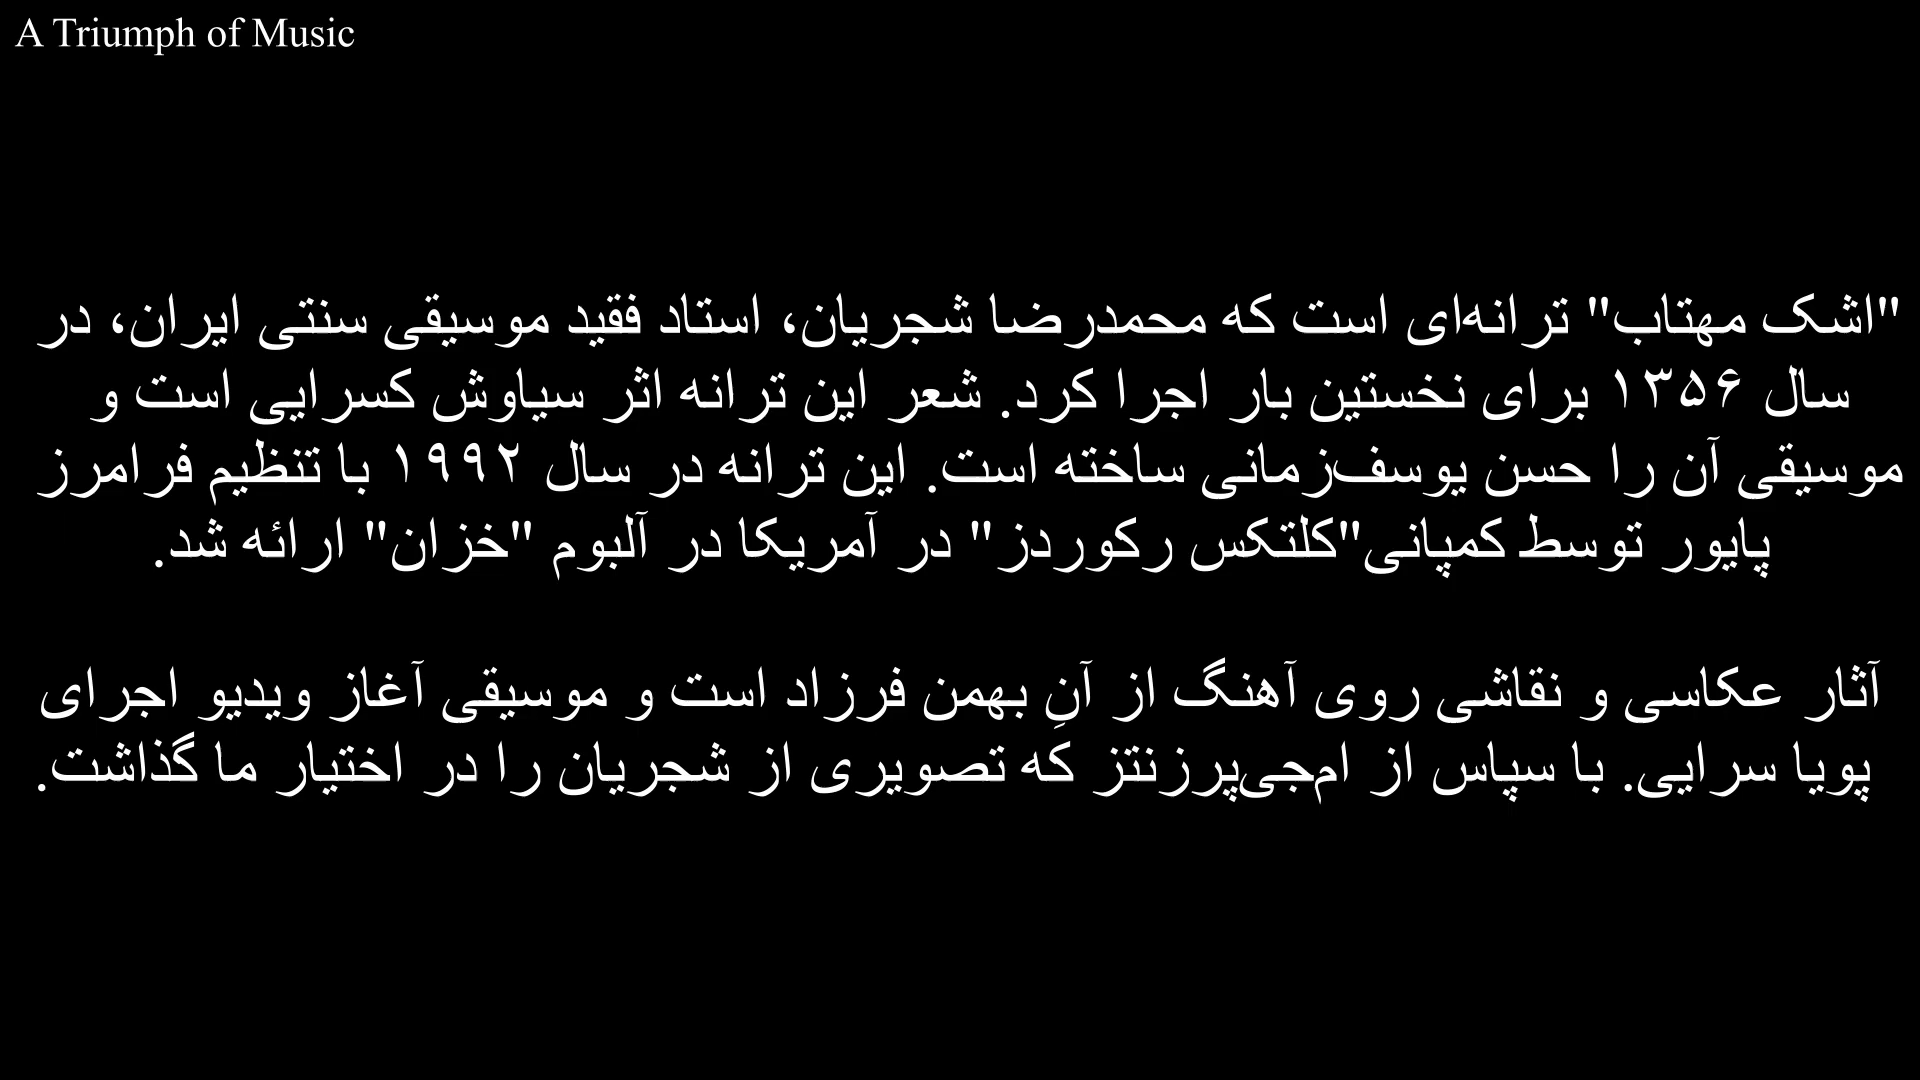 A Triumph of Music
"اشک مهتاب" ترانه‌ای است که محمدرضا شجریان، استاد فقید موسیقی سنتی ایران، در
سال ۱۳۵۶ برای نخستین بار اجرا کرد. شعر این ترانه اثر سیاوش کسرایی است و
موسیقی آن را حسن یوسف‌زمانی ساخته است. این ترانه در سال ۱۹۹۲ با تنظیم فرامرز
پایور توسط کمپانی"کلتکس رکوردز" در آمریکا در آلبوم "خزان" ارائه شد.
آثار عکاسی و نقاشی روی آهنگ از آنِ بهمن فرزاد است و موسیقی آغاز ویدیو اجرای
پویا سرایی. با سپاس از ام‌جی‌پرزنتز که تصویری از شجریان را در اختیار ما گذاشت.